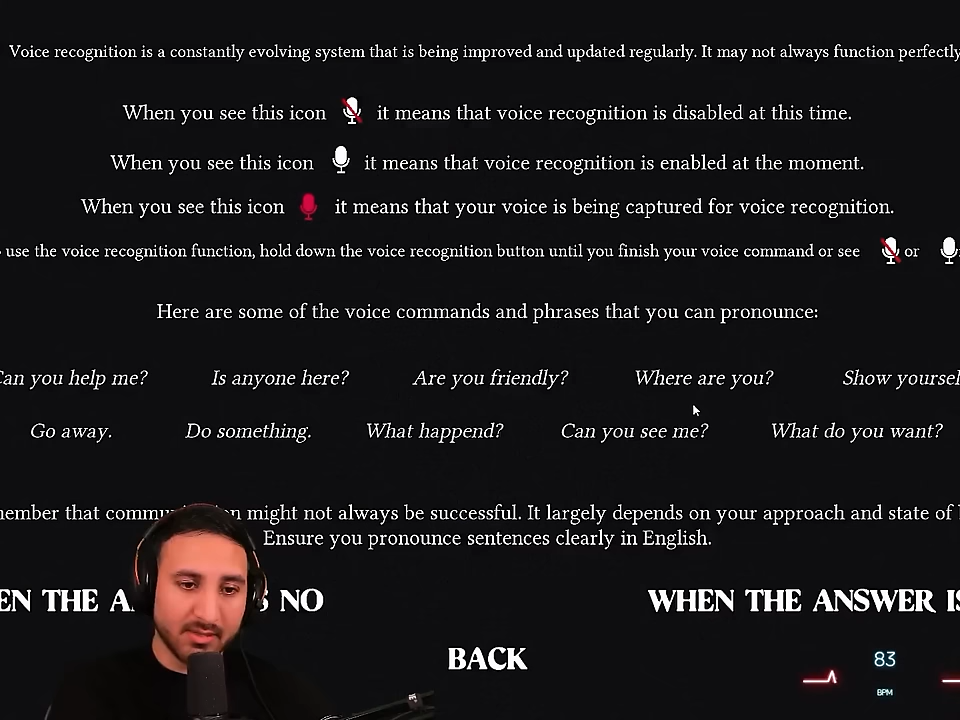 Voice recognition is a constantly evolving system that is being improved and updated regularly. It may not always function perfectly
When you see this icon it means that voice recognition is disabled at this time.
When you see this icon it means that voice recognition is enabled at the moment.
When you see this icon it means that your voice is being captured for voice recognition.
use the voice recognition function, hold down the voice recognition button until you finish your voice command or see or
Here are some of the voice commands and phrases that you can pronounce:
Can you help me? Is anyone here? Are you friendly? Where are you? Show yoursel
Go away. Do something. What happend? Can you see me? What do you want?
ember that might not always be successful. It largely depends on your approach and state of
Ensure you pronounce sentences clearly in English.
EN THE NO WHEN THE ANSWER IS
BACK
83
BPM